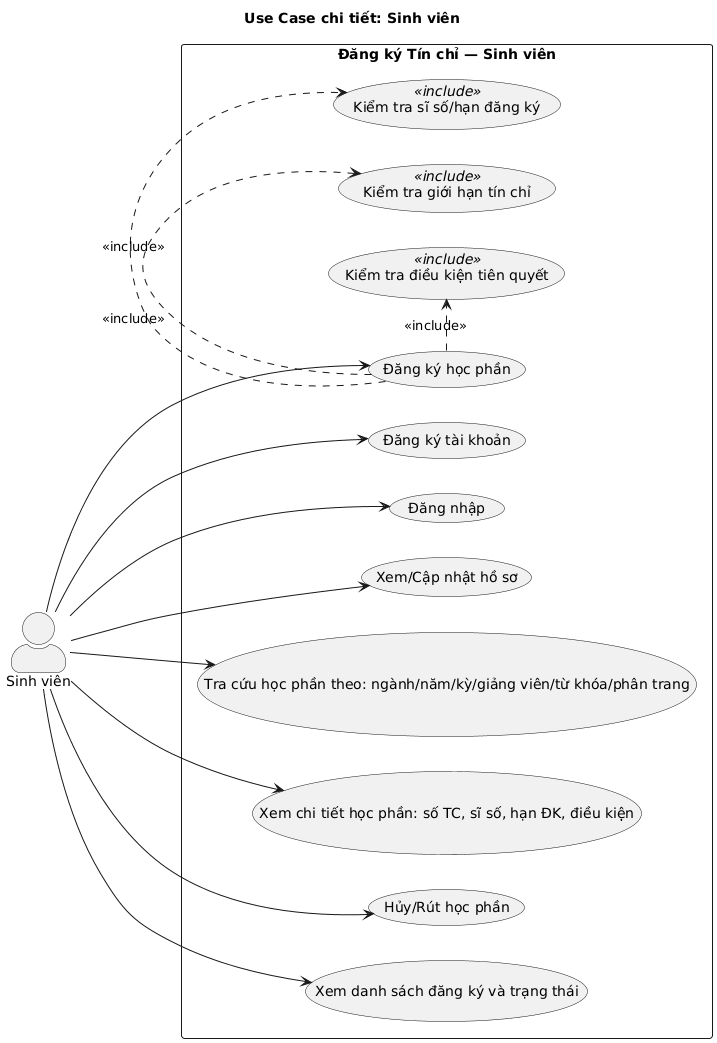 Use Case chi tiết: Sinh viên
Đăng ký Tín chỉ — Sinh viên
«include»
Kiểm tra sĩ số/hạn đăng ký
«include»
Kiểm tra giới hạn tín chỉ
«include»
«include»
Kiểm tra điều kiện tiên quyết
«include»
«include»
Đăng ký học phần
Đăng ký tài khoản
Đăng nhập
Xem/Cập nhật hồ sơ
Sinh viên
Tra cứu học phần theo: ngành/năm/kỳ/giảng viên/từ khóa/phân trang
Xem chi tiết học phần: số TC, sĩ số, hạn ĐK, điều kiện
Hủy/Rút học phần
Xem danh sách đăng ký và trạng thái